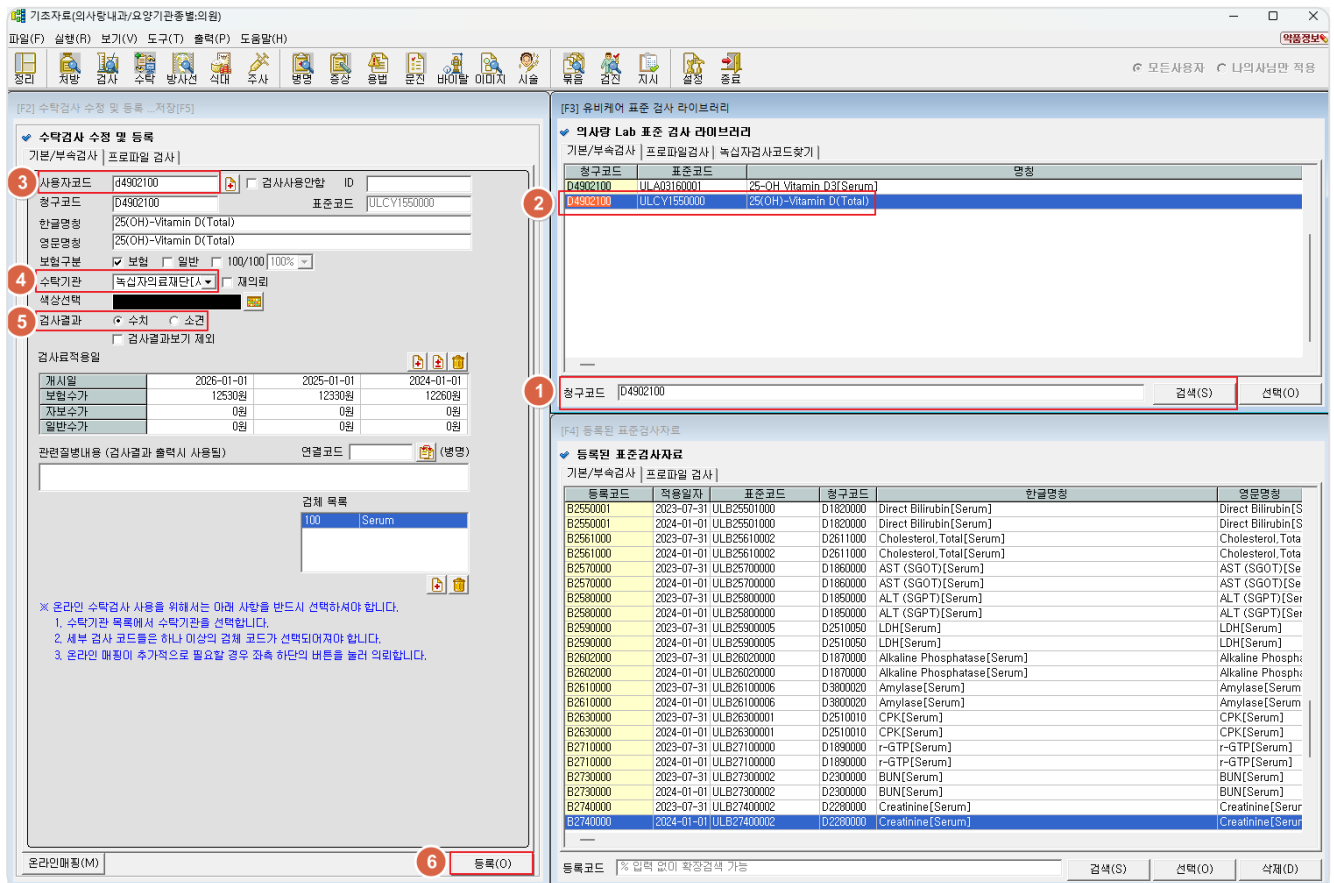 기초자료(의사랑내과/요양기관종별:의원)
파일(F) 실행(R) 보기(V) 도구(T) 출력(P) 도움말(H)
약품정보
정리 처방 검사 수탁 방사선 식대 주사 병명 증상 용법 문진 바이탈 이미지 시술 묶음 검진 지시 설정 종료
모든사용자 나의사님만 적용
[F2] 수탁검사 수정 및 등록 ...저장[F5]
수탁검사 수정 및 등록
기본/부속검사 프로파일 검사
3 사용자코드 d4902100 검사사용안함 ID
청구코드 D4902100 표준코드 ULCY1550000
한글명칭 25(OH)-Vitamin D(Total)
영문명칭 25(OH)-Vitamin D(Total)
보험구분 보험 일반 100/100 100%
4 수탁기관 녹십자의료재단[ 재의뢰
색상선택
5 검사결과 수치 소견
검사결과보기 제외
검사료적용일
개시일 2026-01-01 2025-01-01 2024-01-01
보험수가 12530원 12330원 12260원
자보수가 0원 0원 0원
일반수가 0원 0원 0원
관련질병내용 (검사결과 출력시 사용됨) 연결코드 (병명)
검체 목록
100 Serum
※ 온라인 수탁검사 사용을 위해서는 아래 사항을 반드시 선택하셔야 합니다.
1. 수탁기관 목록에서 수탁기관을 선택합니다.
2. 세부 검사 코드들은 하나 이상의 검체 코드가 선택되어져야 합니다.
3. 온라인 매핑이 추가적으로 필요할 경우 좌측 하단의 버튼을 눌러 의뢰합니다.
온라인매핑(M) 6 등록(O)
[F3] 유비케어 표준 검사 라이브러리
의사랑 Lab 표준 검사 라이브러리
기본/부속검사 프로파일검사 녹십자검사코드찾기
청구코드 표준코드 명칭
D4902100 ULA03160001 25-OH Vitamin D3[Serum]
2 D4902100 ULCY1550000 25(OH)-Vitamin D(Total)
1 청구코드 D4902100 검색(S) 선택(O)
[F4] 등록된 표준검사자료
등록된 표준검사자료
기본/부속검사 프로파일 검사
등록코드 적용일자 표준코드 청구코드 한글명칭 영문명칭
B2550001 2023-07-31 ULB25501000 D1820000 Direct Bilirubin[Serum] Direct Bilirubin[S
B2550001 2024-01-01 ULB25501000 D1820000 Direct Bilirubin[Serum] Direct Bilirubin[S
B2561000 2023-07-31 ULB25610002 D2611000 Cholesterol,Total[Serum] Cholesterol,Tota
B2561000 2024-01-01 ULB25610002 D2611000 Cholesterol,Total[Serum] Cholesterol,Tota
B2570000 2023-07-31 ULB25700000 D1860000 AST (SGOT)[Serum] AST (SGOT)[Se
B2570000 2024-01-01 ULB25700000 D1860000 AST (SGOT)[Serum] AST (SGOT)[Se
B2580000 2023-07-31 ULB25800000 D1850000 ALT (SGPT)[Serum] ALT (SGPT)[Ser
B2580000 2024-01-01 ULB25800000 D1850000 ALT (SGPT)[Serum] ALT (SGPT)[Ser
B2590000 2023-07-31 ULB25900005 D2510050 LDH[Serum] LDH[Serum]
B2590000 2024-01-01 ULB25900005 D2510050 LDH[Serum] LDH[Serum]
B2602000 2023-07-31 ULB26020000 D1870000 Alkaline Phosphatase[Serum] Alkaline Phospha
B2602000 2024-01-01 ULB26020000 D1870000 Alkaline Phosphatase[Serum] Alkaline Phospha
B2610000 2023-07-31 ULB26100006 D3800020 Amylase[Serum] Amylase[Serum
B2610000 2024-01-01 ULB26100006 D3800020 Amylase[Serum] Amylase[Serum
B2630000 2023-07-31 ULB26300001 D2510010 CPK[Serum] CPK[Serum]
B2630000 2024-01-01 ULB26300001 D2510010 CPK[Serum] CPK[Serum]
B2710000 2023-07-31 ULB27100000 D1890000 r-GTP[Serum] r-GTP[Serum]
B2710000 2024-01-01 ULB27100000 D1890000 r-GTP[Serum] r-GTP[Serum]
B2730000 2023-07-31 ULB27300002 D2300000 BUN[Serum] BUN[Serum]
B2730000 2024-01-01 ULB27300002 D2300000 BUN[Serum] BUN[Serum]
B2740000 2023-07-31 ULB27400002 D2280000 Creatinine[Serum] Creatinine[Serur
B2740000 2024-01-01 ULB27400002 D2280000 Creatinine[Serum] Creatinine[Serur
등록코드 % 입력 없이 확장검색 가능 검색(S) 선택(O) 삭제(D)